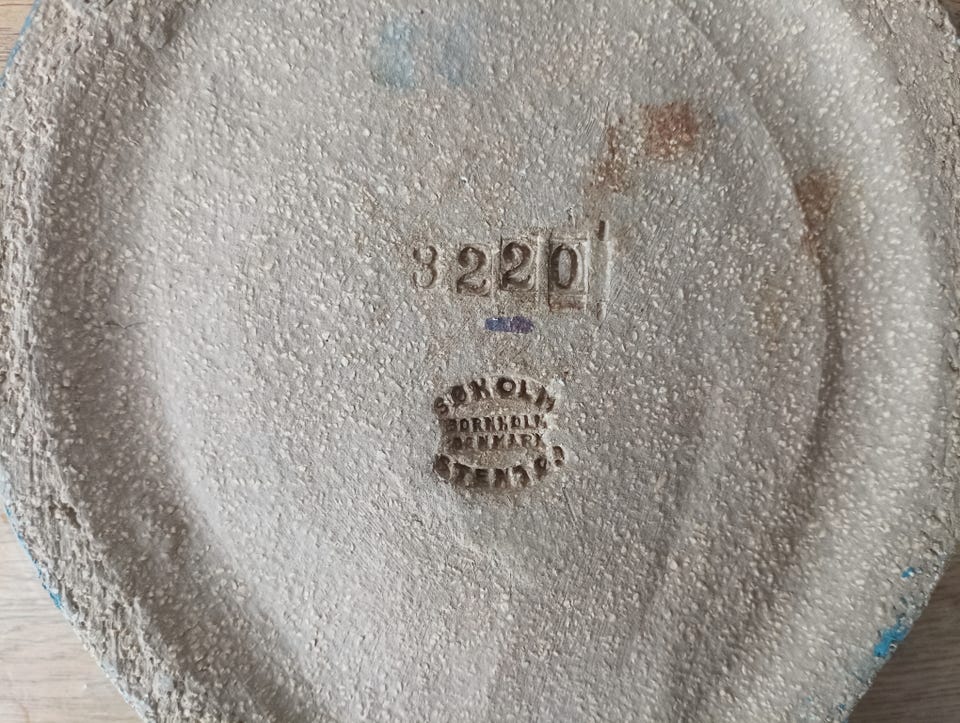 3220
SØHOLM
BORNHOLM
DENMARK
STENTØJ